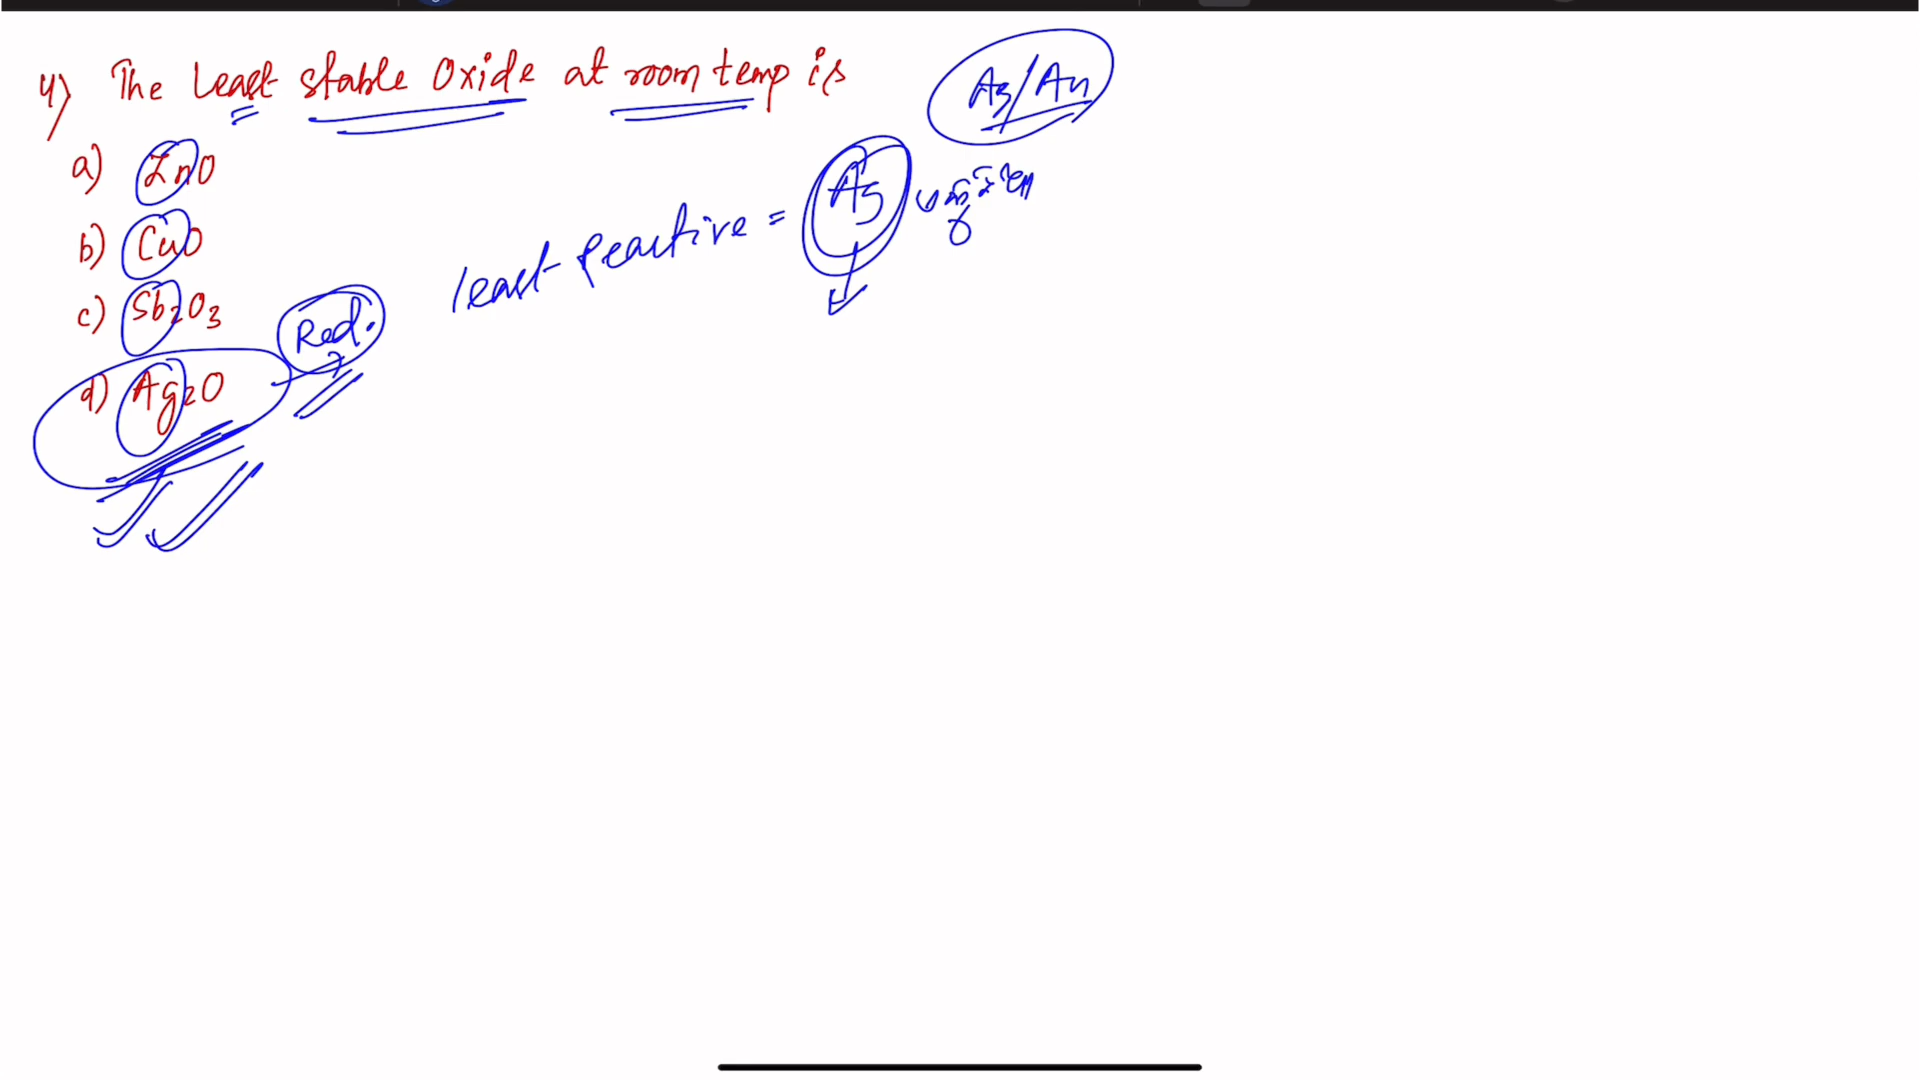 4) The Least stable Oxide at room temp is
Ag/Au
a) ZnO
b) CuO
least Reactive = Ag
c) Sb2O3
Red.
d) Ag2O